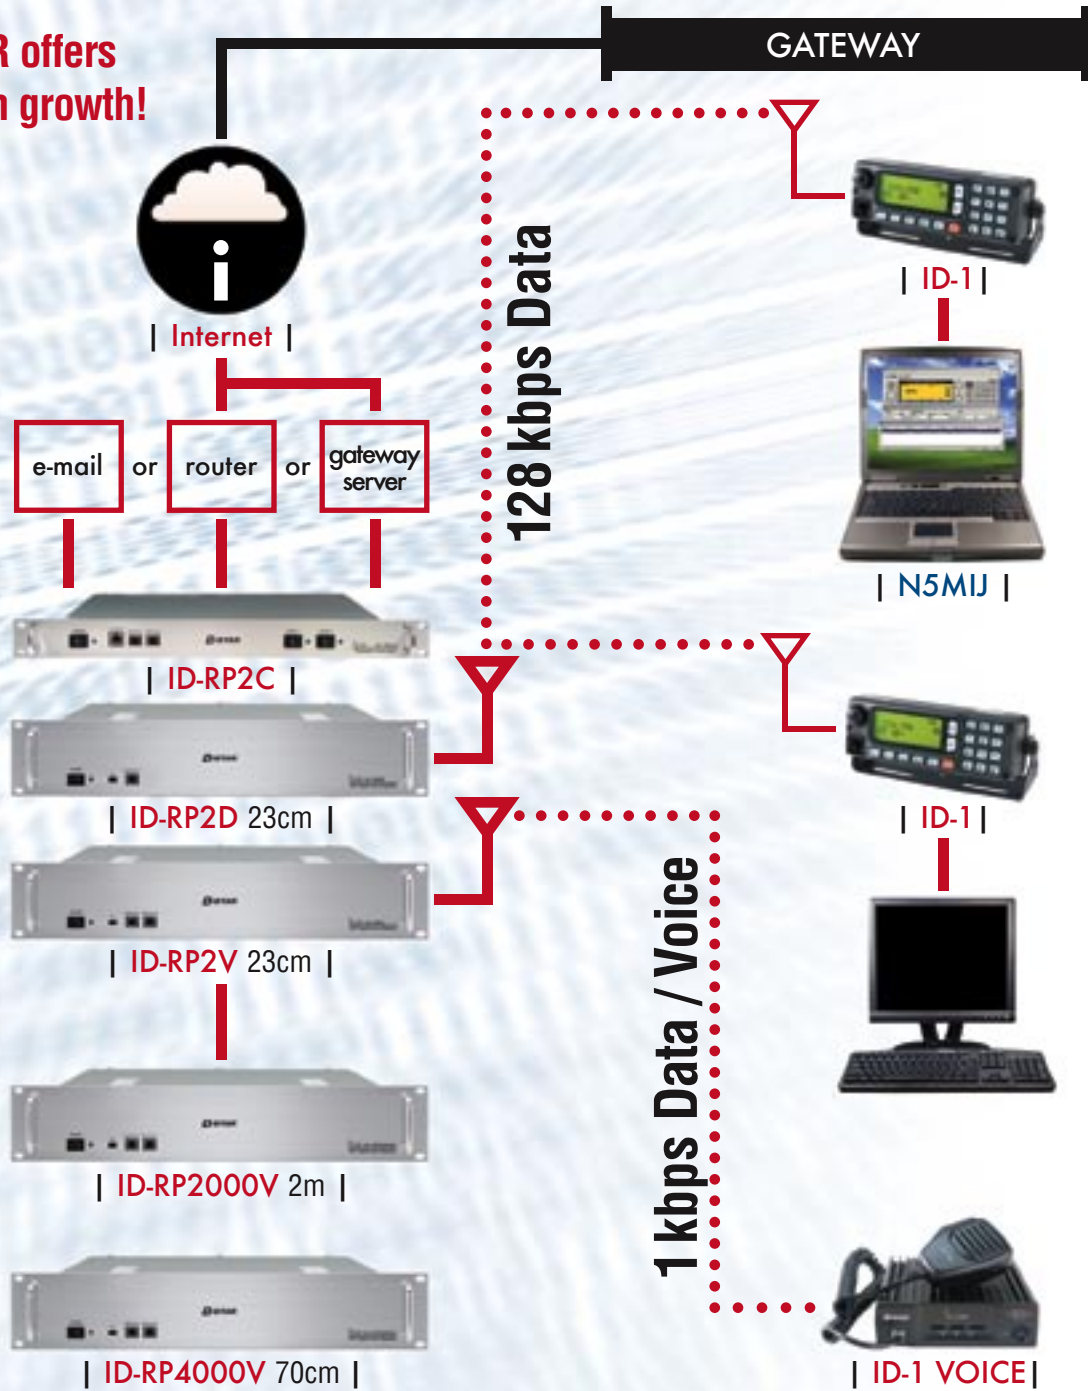 R offers
n growth!
GATEWAY
| Internet |
e-mail or router or gateway
server
128 kbps Data
| ID-1 |
| N5MIJ |
| ID-RP2C |
| ID-RP2D 23cm |
| ID-1 |
| ID-RP2V 23cm |
1 kbps Data / Voice
| ID-RP2000V 2m |
| ID-RP4000V 70cm |
| ID-1 VOICE |